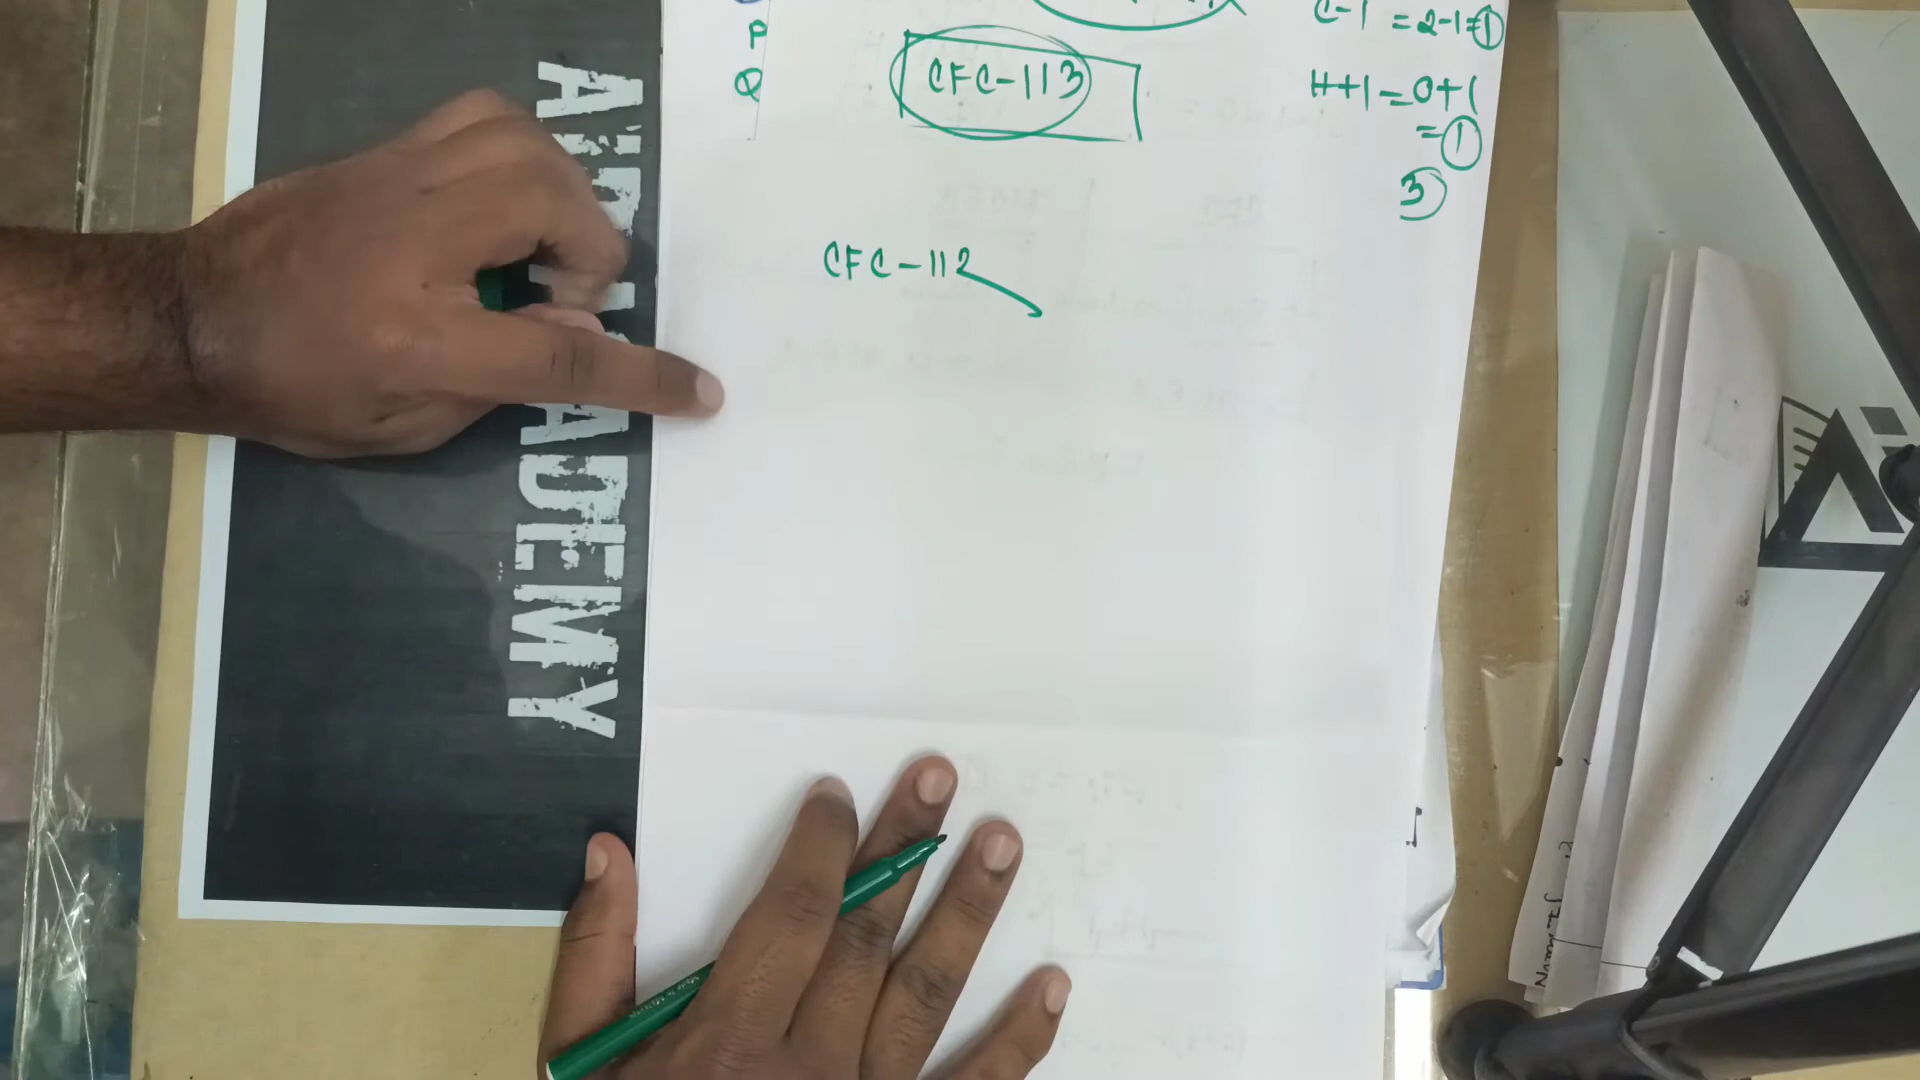 P
Q
CFC-113
C-1 = 2-1=1
H+1=0+1
=1
3
CFC-112
ACADEMY